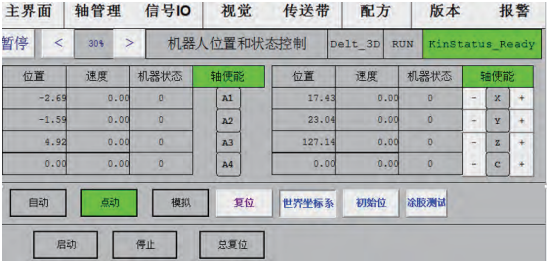 主界面 轴管理 信号IO 视觉 传送带 配方 版本 报警
暂停 < 30% > 机器人位置和状态控制 Delt_3D RUN KinStatus_Ready
位置 速度 机器状态 轴使能 位置 速度 机器状态 轴使能
-2.69 0.00 0 A1 17.43 0.00 0 - X +
-1.59 0.00 0 A2 23.04 0.00 0 - Y +
4.92 0.00 0 A3 127.14 0.00 0 - Z +
0.00 0.00 0 A4 0.00 0.00 0 - C +
自动 点动 模拟 复位 世界坐标系 初始位 涂胶测试
启动 停止 总复位